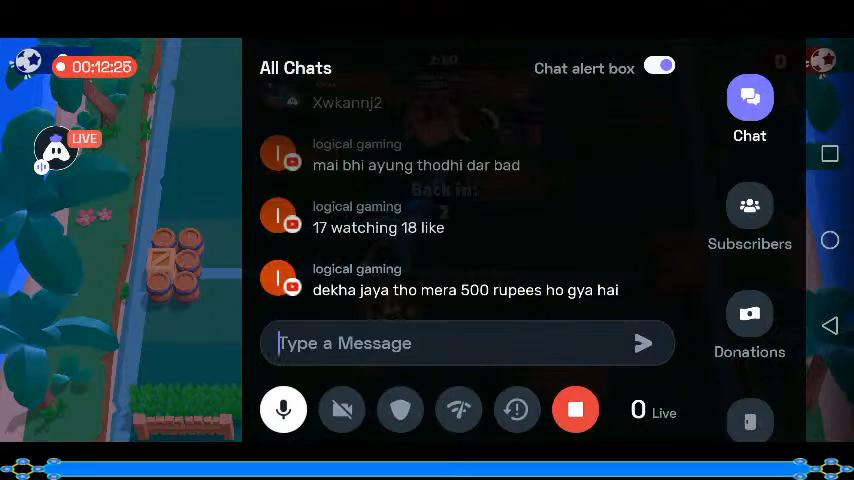 00:12:25
LIVE
All Chats
Chat alert box
Xwkannj2
logical gaming
mai bhi ayung thodhi dar bad
Back in:
2
logical gaming
17 watching 18 like
logical gaming
dekha jaya tho mera 500 rupees ho gya hai
Type a Message
0 Live
Chat
Subscribers
Donations